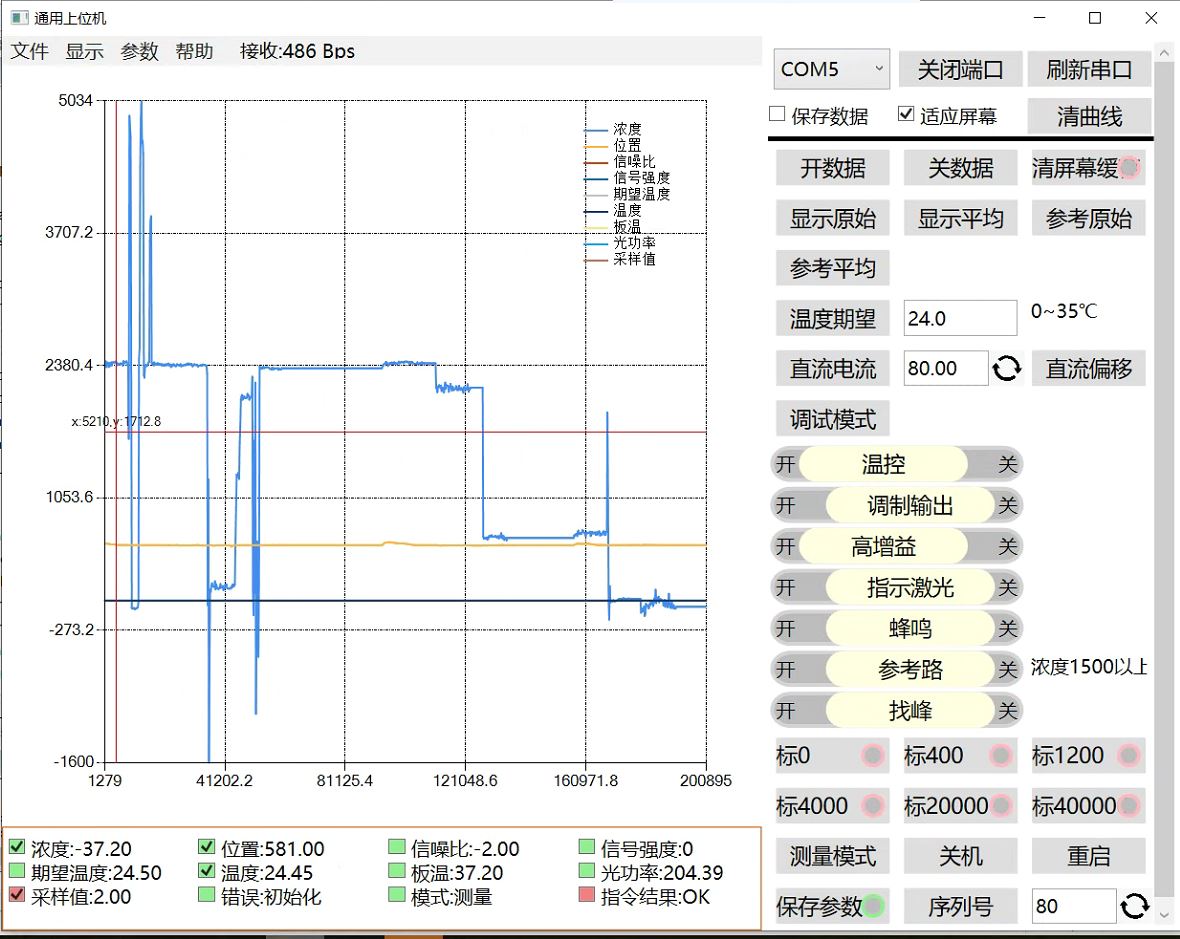 通用上位机
文件 显示 参数 帮助 接收:486 Bps
5034
3707.2
2380.4
1053.6
-273.2
-1600
1279 41202.2 81125.4 121048.6 160971.8 200895
x:5210,y:1712.8
浓度
位置
信噪比
信号强度
期望温度
温度
板温
光功率
采样值
浓度:-37.20 位置:581.00 信噪比:-2.00 信号强度:0
期望温度:24.50 温度:24.45 板温:37.20 光功率:204.39
采样值:2.00 错误:初始化 模式:测量 指令结果:OK
COM5 关闭端口 刷新串口
保存数据 适应屏幕 清曲线
开数据 关数据 清屏幕缓
显示原始 显示平均 参考原始
参考平均
温度期望 24.0 0~35℃
直流电流 80.00 直流偏移
调试模式
开 温控 关
开 调制输出 关
开 高增益 关
开 指示激光 关
开 蜂鸣 关
开 参考路 关 浓度1500以上
开 找峰 关
标0 标400 标1200
标4000 标20000 标40000
测量模式 关机 重启
保存参数 序列号 80